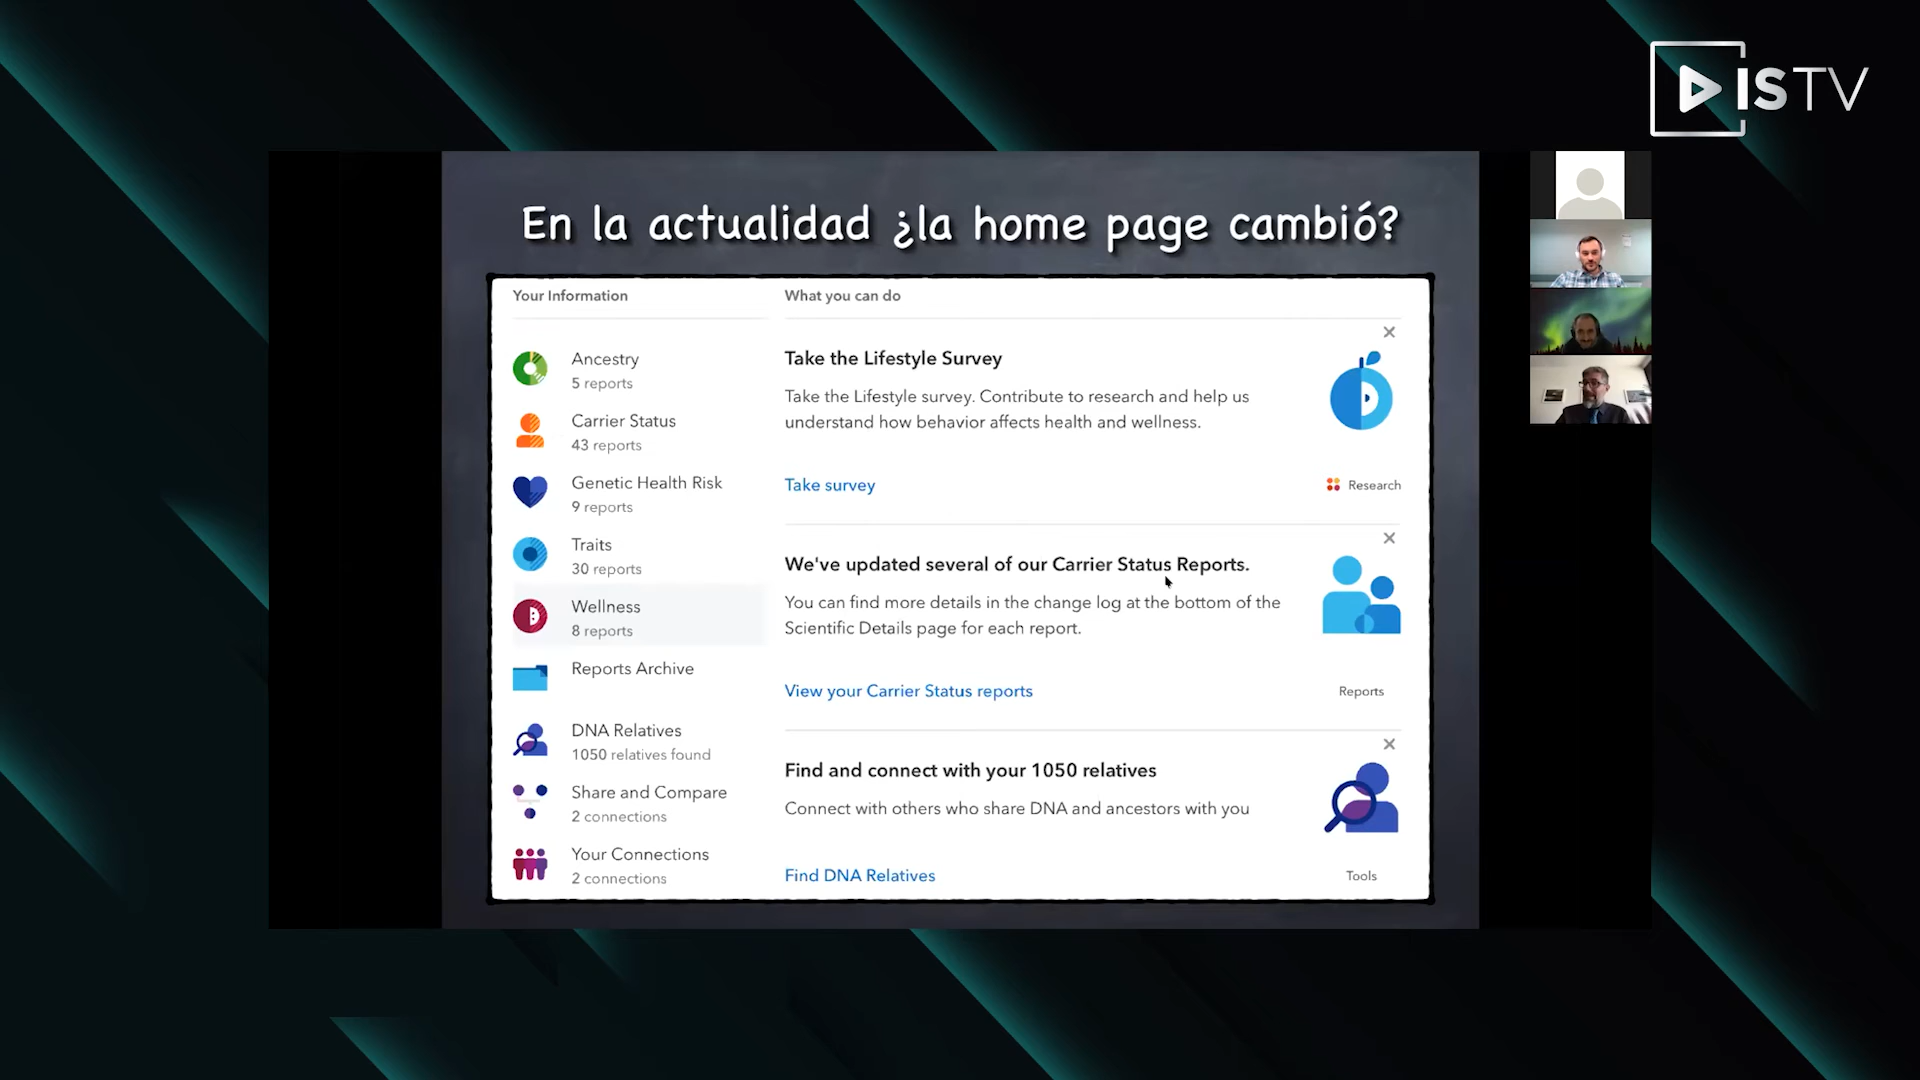 ISTV
En la actualidad ¿la home page cambió?
Your Information
Ancestry
5 reports
Carrier Status
43 reports
Genetic Health Risk
9 reports
Traits
30 reports
Wellness
8 reports
Reports Archive
DNA Relatives
1050 relatives found
Share and Compare
2 connections
Your Connections
2 connections
What you can do
Take the Lifestyle Survey
Take the Lifestyle survey. Contribute to research and help us
understand how behavior affects health and wellness.
Take survey
Research
We've updated several of our Carrier Status Reports.
You can find more details in the change log at the bottom of the
Scientific Details page for each report.
View your Carrier Status reports
Reports
Find and connect with your 1050 relatives
Connect with others who share DNA and ancestors with you
Find DNA Relatives
Tools